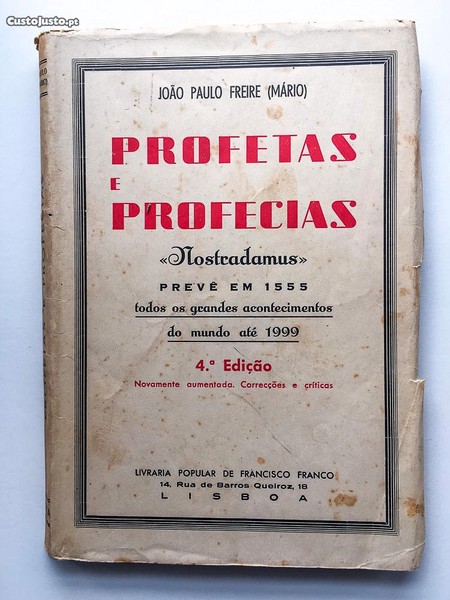 CustoJusto.pt
JOÃO PAULO FREIRE (MÁRIO)
PROFETAS
E
PROFECIAS
«Nostradamus»
PREVÊ EM 1555
todos os grandes acontecimentos
do mundo até 1999
4.ª Edição
Novamente aumentada. Correcções e críticas
LIVRARIA POPULAR DE FRANCISCO FRANCO
14, Rua de Barros Queiroz, 18
LISBOA